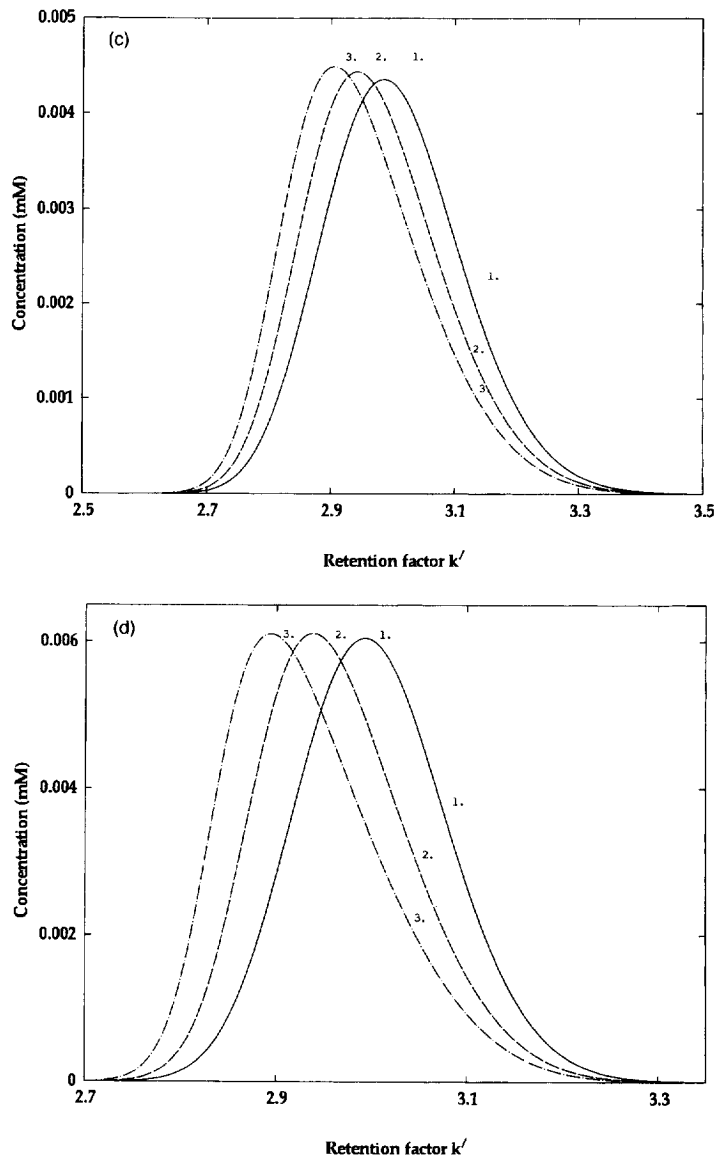 (c)
0.005
0.004
0.003
0.002
0.001
0
Concentration (mM)
3. 2. 1.
1.
2.
3.
2.5 2.7 2.9 3.1 3.3 3.5
Retention factor k′
(d)
0.006
0.004
0.002
0
Concentration (mM)
3. 2. 1.
1.
2.
3.
2.7 2.9 3.1 3.3
Retention factor k′